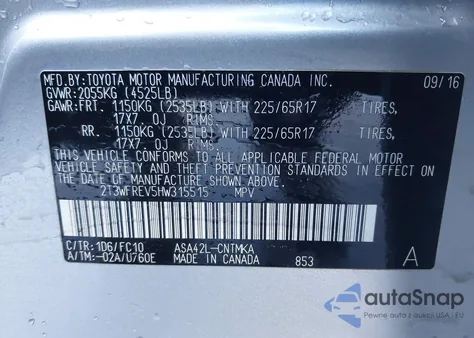 MFD.BY:TOYOTA MOTOR MANUFACTURING CANADA INC. 09/16
GVWR:2055KG (4525LB)
GAWR:FRT. 1150KG (2535LB) WITH 225/65R17
17X7.0J RIMS
RR. 1150KG (2535LB) WITH 225/65R17
17X7.0J RIMS
TIRES,
TIRES,
THIS VEHICLE CONFORMS TO ALL APPLICABLE FEDERAL MOTOR
VEHICLE SAFETY AND THEFT PREVENTION STANDARDS IN EFFECT ON
THE DATE OF MANUFACTURE SHOWN ABOVE.
2T3WFREV5HW315515 MPV
C/TR:1D6/FC10 ASA42L-CNTMKA
A/TM:-02A/U760E MADE IN CANADA 853 A
autoSnap
Pewne auto z USA i EU